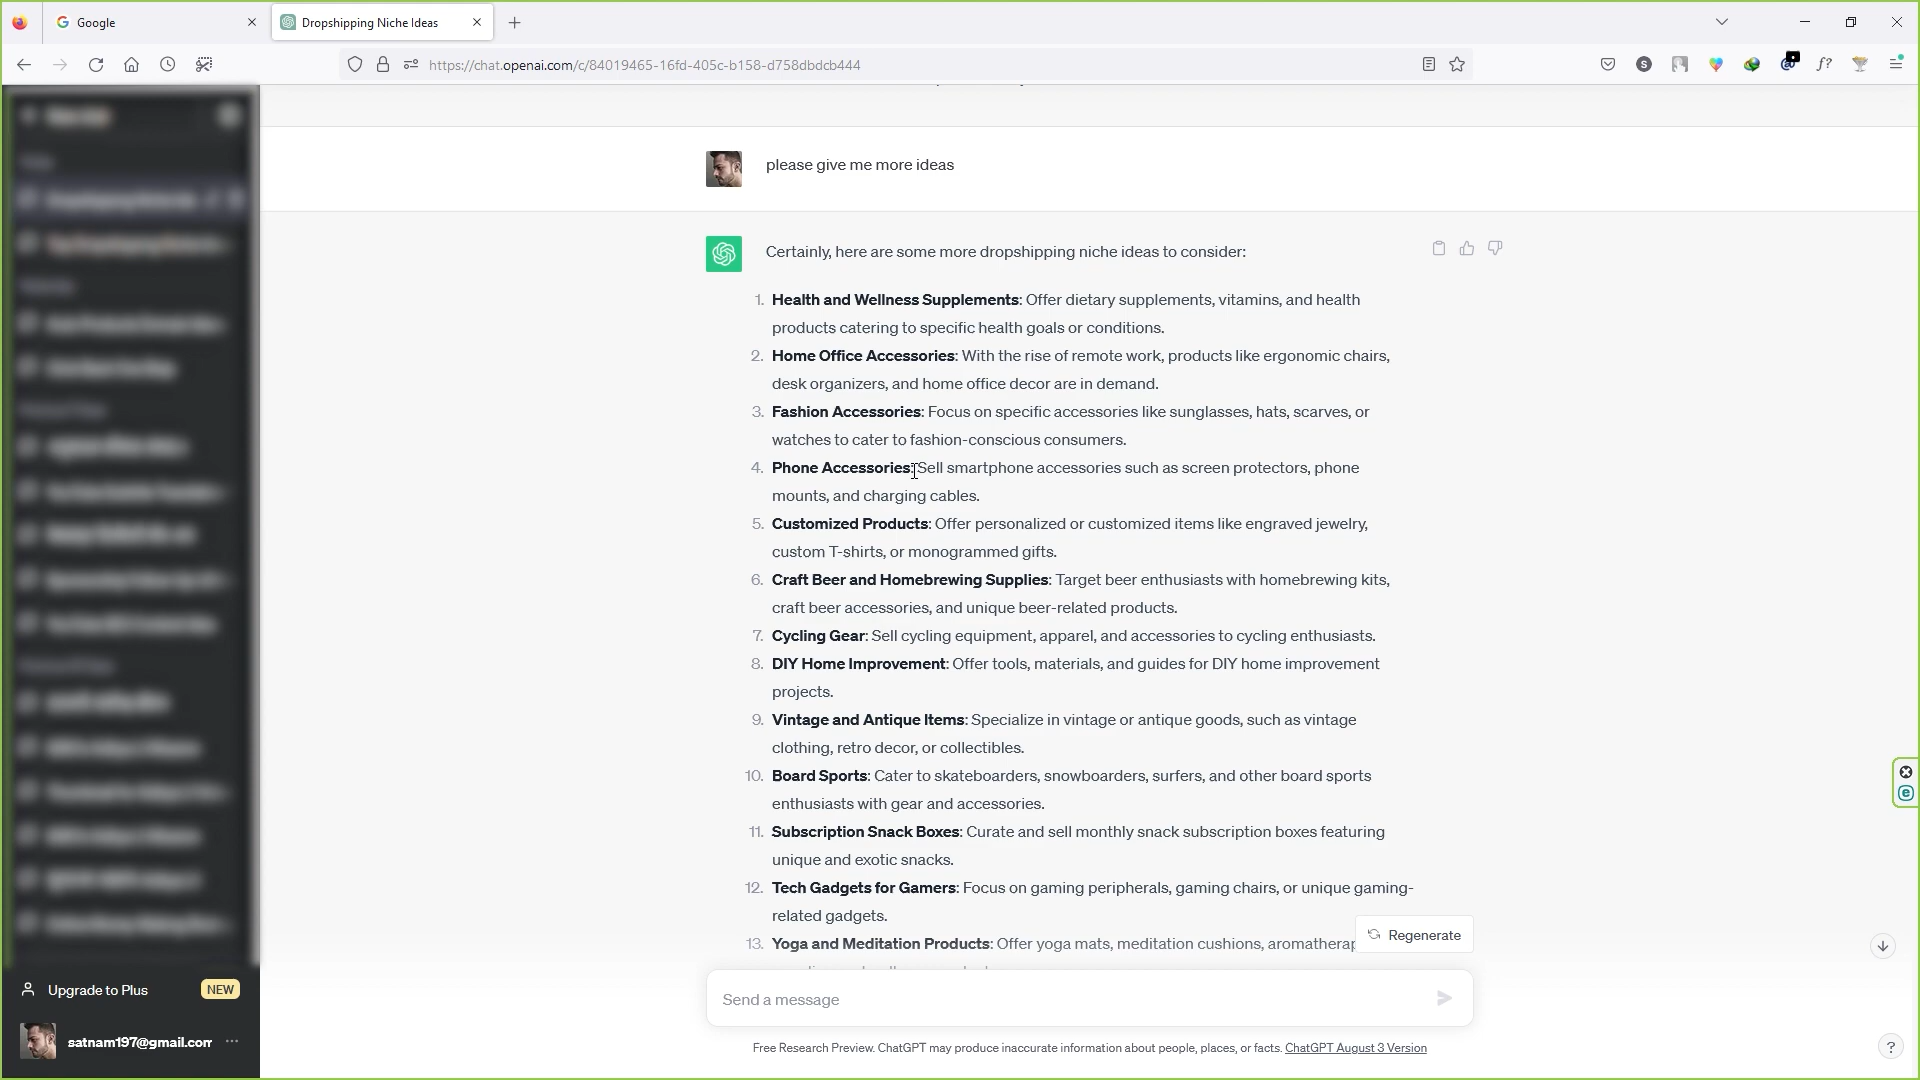 Google
Dropshipping Niche Ideas
https://chat.openai.com/c/84019465-16fd-405c-b158-d758dbdcb444
please give me more ideas
Certainly, here are some more dropshipping niche ideas to consider:
1. Health and Wellness Supplements: Offer dietary supplements, vitamins, and health
products catering to specific health goals or conditions.
2. Home Office Accessories: With the rise of remote work, products like ergonomic chairs,
desk organizers, and home office decor are in demand.
3. Fashion Accessories: Focus on specific accessories like sunglasses, hats, scarves, or
watches to cater to fashion-conscious consumers.
4. Phone Accessories: Sell smartphone accessories such as screen protectors, phone
mounts, and charging cables.
5. Customized Products: Offer personalized or customized items like engraved jewelry,
custom T-shirts, or monogrammed gifts.
6. Craft Beer and Homebrewing Supplies: Target beer enthusiasts with homebrewing kits,
craft beer accessories, and unique beer-related products.
7. Cycling Gear: Sell cycling equipment, apparel, and accessories to cycling enthusiasts.
8. DIY Home Improvement: Offer tools, materials, and guides for DIY home improvement
projects.
9. Vintage and Antique Items: Specialize in vintage or antique goods, such as vintage
clothing, retro decor, or collectibles.
10. Board Sports: Cater to skateboarders, snowboarders, surfers, and other board sports
enthusiasts with gear and accessories.
11. Subscription Snack Boxes: Curate and sell monthly snack subscription boxes featuring
unique and exotic snacks.
12. Tech Gadgets for Gamers: Focus on gaming peripherals, gaming chairs, or unique gaming-
related gadgets.
13. Yoga and Meditation Products: Offer yoga mats, meditation cushions, aromatherap
Regenerate
Upgrade to Plus
NEW
Send a message
satnam197@gmail.com
Free Research Preview. ChatGPT may produce inaccurate information about people, places, or facts. ChatGPT August 3 Version